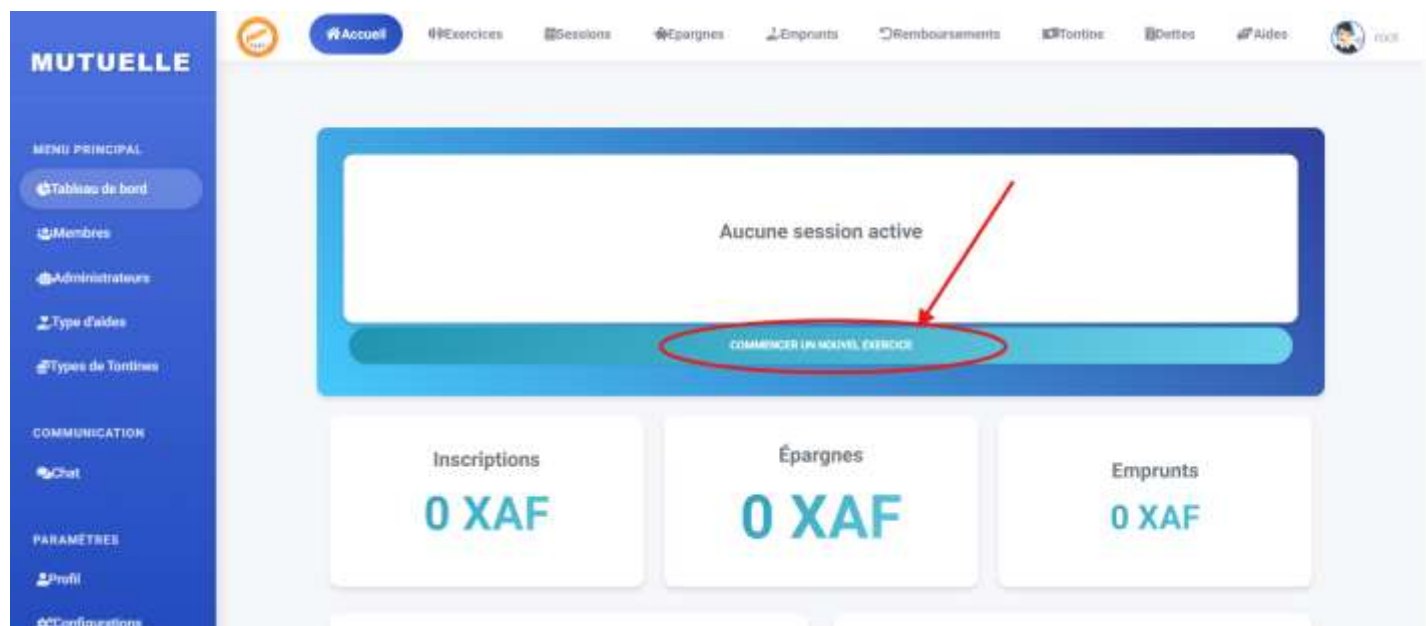 MUTUELLE
Accueil
Exercices
Sessions
Epargnes
Emprunts
Remboursements
Tontine
Dettes
Aides
root
MENU PRINCIPAL
Tableau de bord
Membres
Administrateurs
Type d'aides
Types de Tontines
COMMUNICATION
Chat
PARAMÈTRES
Profil
Configurations
Aucune session active
COMMENCER UN NOUVEL EXERCICE
Inscriptions
0 XAF
Épargnes
0 XAF
Emprunts
0 XAF